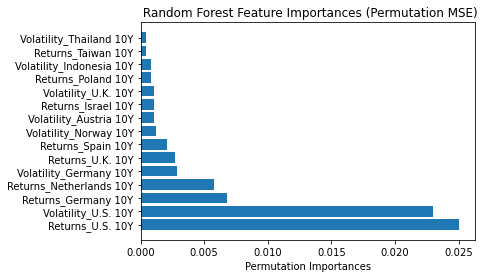 Random Forest Feature Importances (Permutation MSE)
Volatility_Thailand 10Y
Returns_Taiwan 10Y
Volatility_Indonesia 10Y
Returns_Poland 10Y
Volatility_U.K. 10Y
Returns_Israel 10Y
Volatility_Austria 10Y
Volatility_Norway 10Y
Returns_Spain 10Y
Returns_U.K. 10Y
Volatility_Germany 10Y
Returns_Netherlands 10Y
Returns_Germany 10Y
Volatility_U.S. 10Y
Returns_U.S. 10Y
0.000 0.005 0.010 0.015 0.020 0.025
Permutation Importances